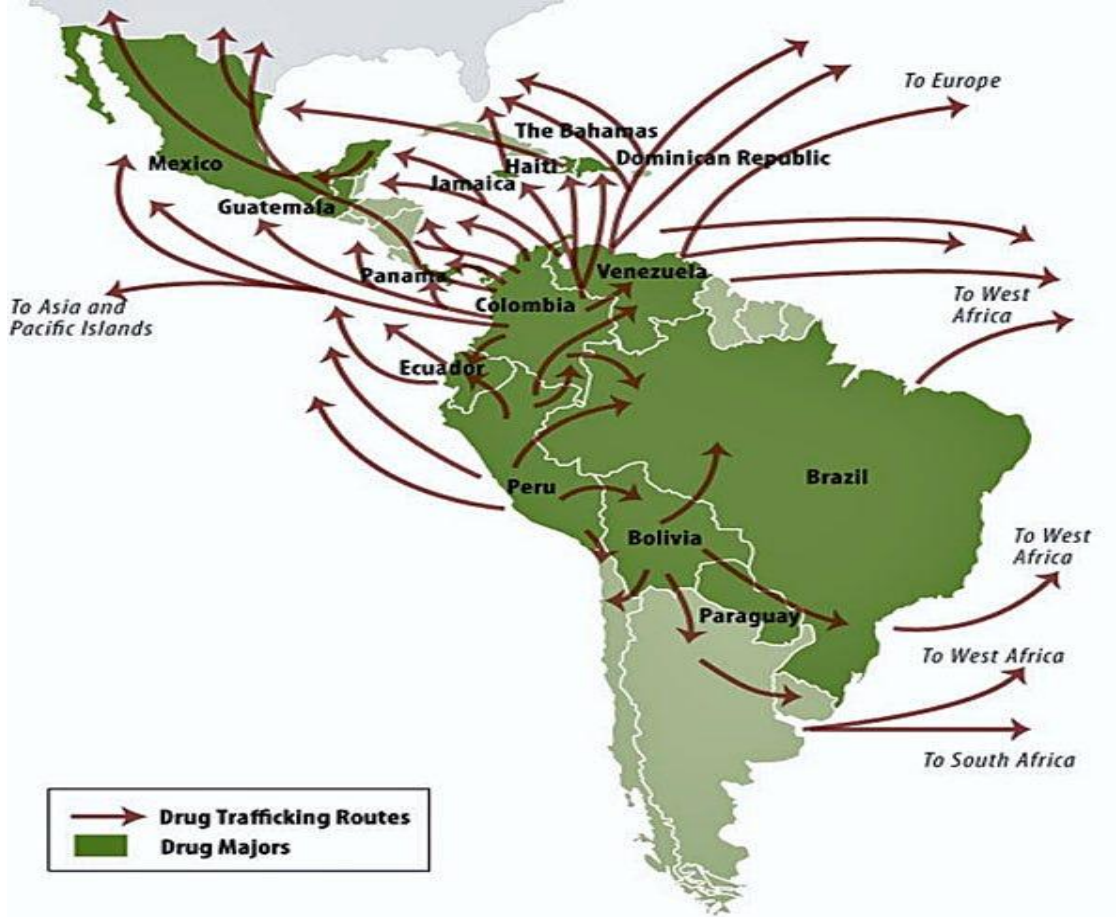 To Europe
The Bahamas
Mexico
Haiti
Dominican Republic
Jamaica
Guatemala
Panama
Venezuela
Colombia
To Asia and
Pacific Islands
To West
Africa
Ecuador
Brazil
Peru
Bolivia
To West
Africa
Paraguay
To West Africa
To South Africa
Drug Trafficking Routes
Drug Majors